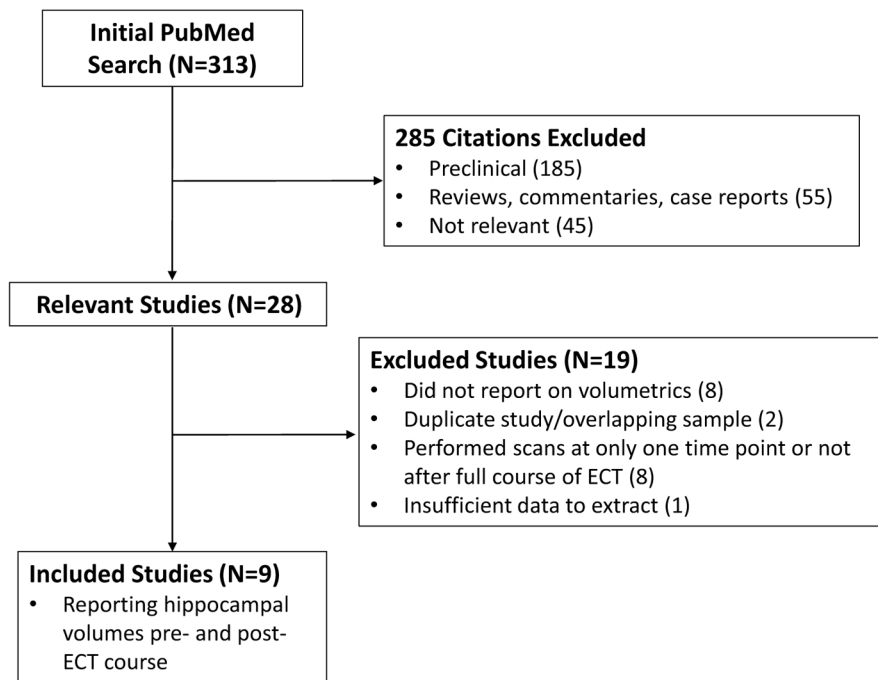 Initial PubMed
Search (N=313)
285 Citations Excluded
• Preclinical (185)
• Reviews, commentaries, case reports (55)
• Not relevant (45)
Relevant Studies (N=28)
Excluded Studies (N=19)
• Did not report on volumetrics (8)
• Duplicate study/overlapping sample (2)
• Performed scans at only one time point or not
after full course of ECT (8)
• Insufficient data to extract (1)
Included Studies (N=9)
• Reporting hippocampal
volumes pre- and post-
ECT course